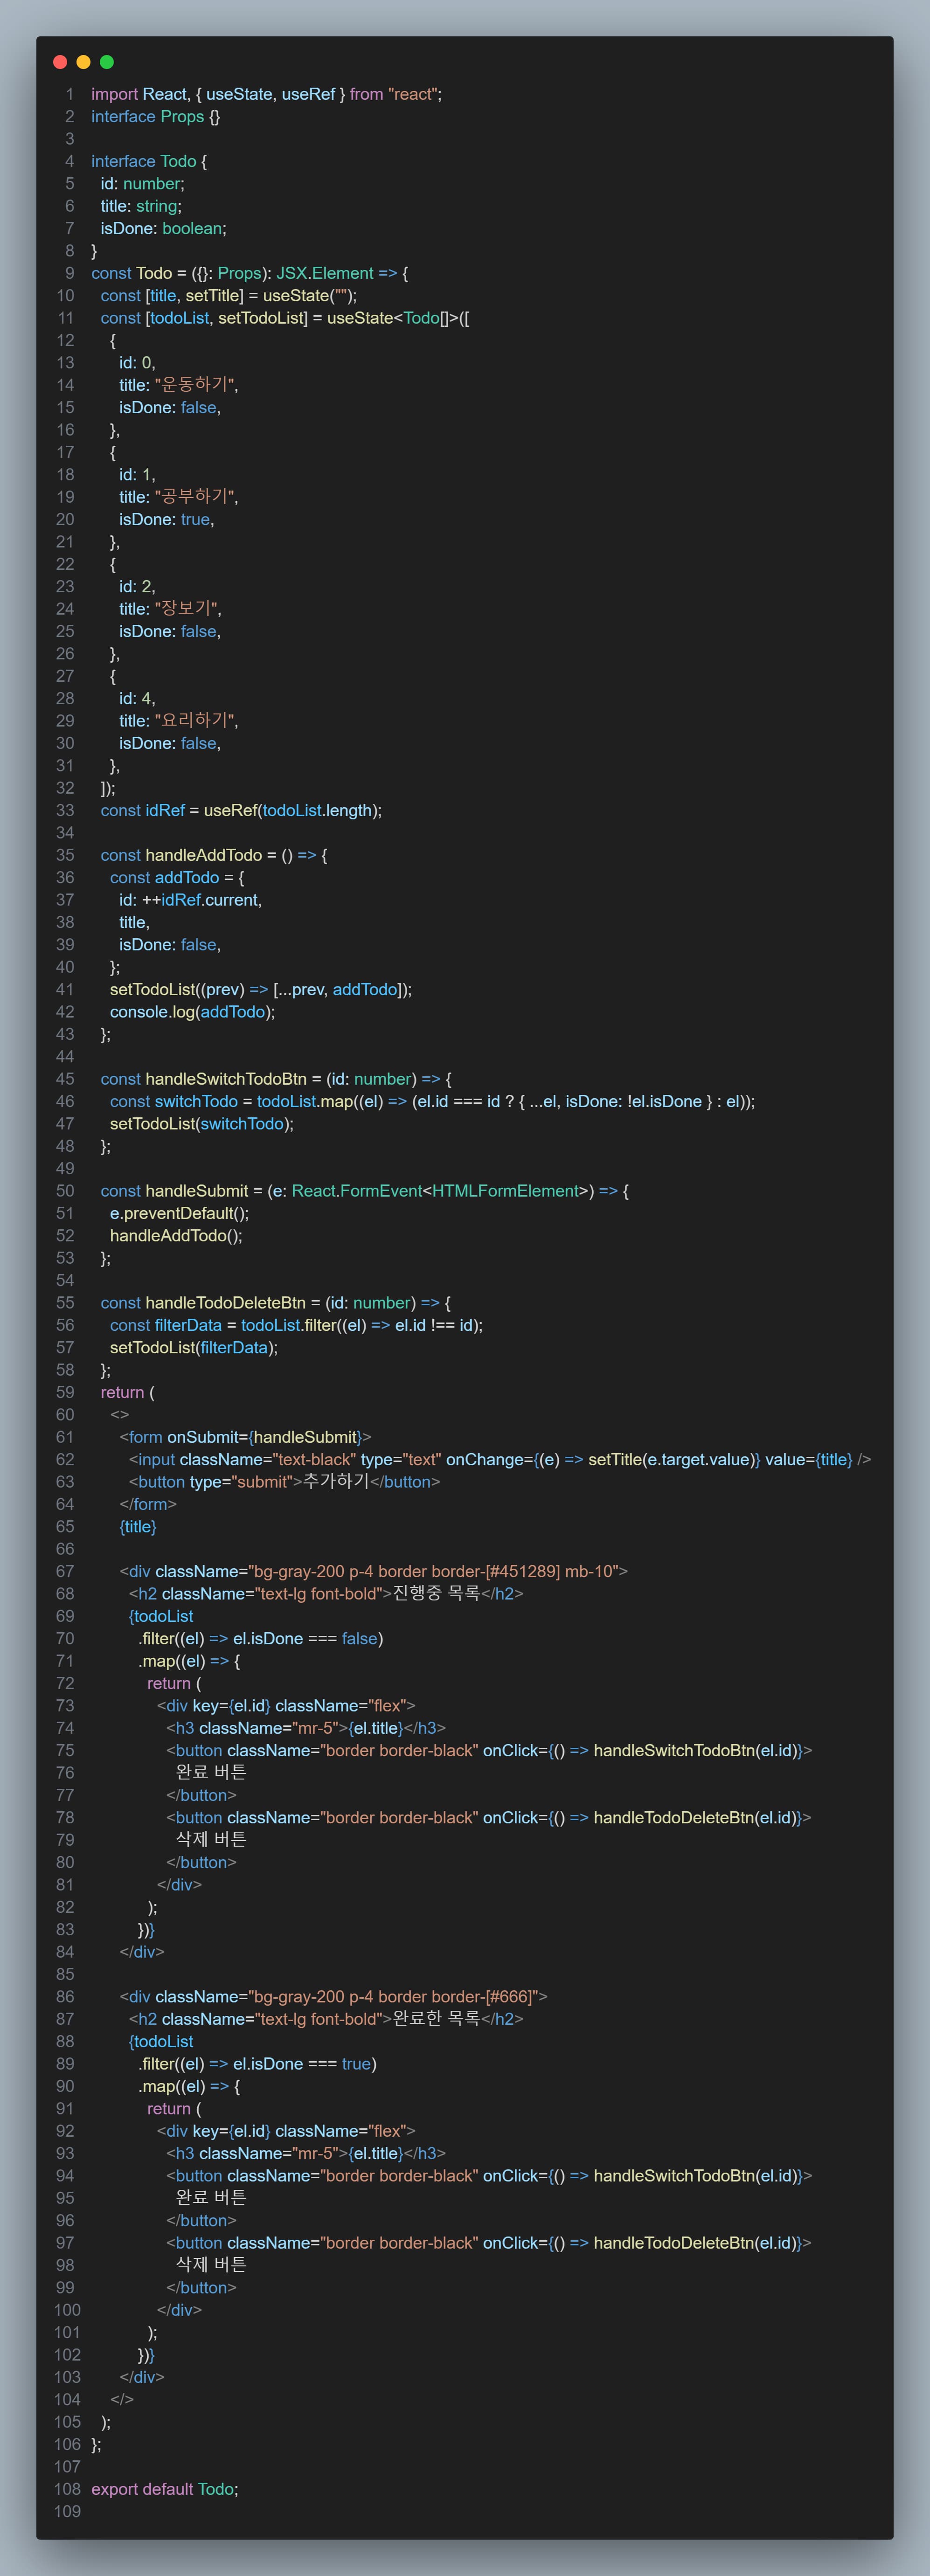 1 import React, { useState, useRef } from "react";
2 interface Props {}
3
4 interface Todo {
5   id: number;
6   title: string;
7   isDone: boolean;
8 }
9 const Todo = ({}: Props): JSX.Element => {
10   const [title, setTitle] = useState("");
11   const [todoList, setTodoList] = useState<Todo[]>([
12     {
13       id: 0,
14       title: "운동하기",
15       isDone: false,
16     },
17     {
18       id: 1,
19       title: "공부하기",
20       isDone: true,
21     },
22     {
23       id: 2,
24       title: "장보기",
25       isDone: false,
26     },
27     {
28       id: 4,
29       title: "요리하기",
30       isDone: false,
31     },
32   ]);
33   const idRef = useRef(todoList.length);
34
35   const handleAddTodo = () => {
36     const addTodo = {
37       id: ++idRef.current,
38       title,
39       isDone: false,
40     };
41     setTodoList((prev) => [...prev, addTodo]);
42     console.log(addTodo);
43   };
44
45   const handleSwitchTodoBtn = (id: number) => {
46     const switchTodo = todoList.map((el) => (el.id === id ? { ...el, isDone: !el.isDone } : el));
47     setTodoList(switchTodo);
48   };
49
50   const handleSubmit = (e: React.FormEvent<HTMLFormElement>) => {
51     e.preventDefault();
52     handleAddTodo();
53   };
54
55   const handleTodoDeleteBtn = (id: number) => {
56     const filterData = todoList.filter((el) => el.id !== id);
57     setTodoList(filterData);
58   };
59   return (
60     <>
61       <form onSubmit={handleSubmit}>
62         <input className="text-black" type="text" onChange={(e) => setTitle(e.target.value)} value={title} />
63         <button type="submit">추가하기</button>
64       </form>
65       {title}
66
67       <div className="bg-gray-200 p-4 border border-[#451289] mb-10">
68         <h2 className="text-lg font-bold">진행중 목록</h2>
69         {todoList
70           .filter((el) => el.isDone === false)
71           .map((el) => {
72             return (
73               <div key={el.id} className="flex">
74                 <h3 className="mr-5">{el.title}</h3>
75                 <button className="border border-black" onClick={() => handleSwitchTodoBtn(el.id)}>
76                   완료 버튼
77                 </button>
78                 <button className="border border-black" onClick={() => handleTodoDeleteBtn(el.id)}>
79                   삭제 버튼
80                 </button>
81               </div>
82             );
83           })}
84       </div>
85
86       <div className="bg-gray-200 p-4 border border-[#666]">
87         <h2 className="text-lg font-bold">완료한 목록</h2>
88         {todoList
89           .filter((el) => el.isDone === true)
90           .map((el) => {
91             return (
92               <div key={el.id} className="flex">
93                 <h3 className="mr-5">{el.title}</h3>
94                 <button className="border border-black" onClick={() => handleSwitchTodoBtn(el.id)}>
95                   완료 버튼
96                 </button>
97                 <button className="border border-black" onClick={() => handleTodoDeleteBtn(el.id)}>
98                   삭제 버튼
99                 </button>
100               </div>
101             );
102           })}
103       </div>
104     </>
105   );
106 };
107
108 export default Todo;
109